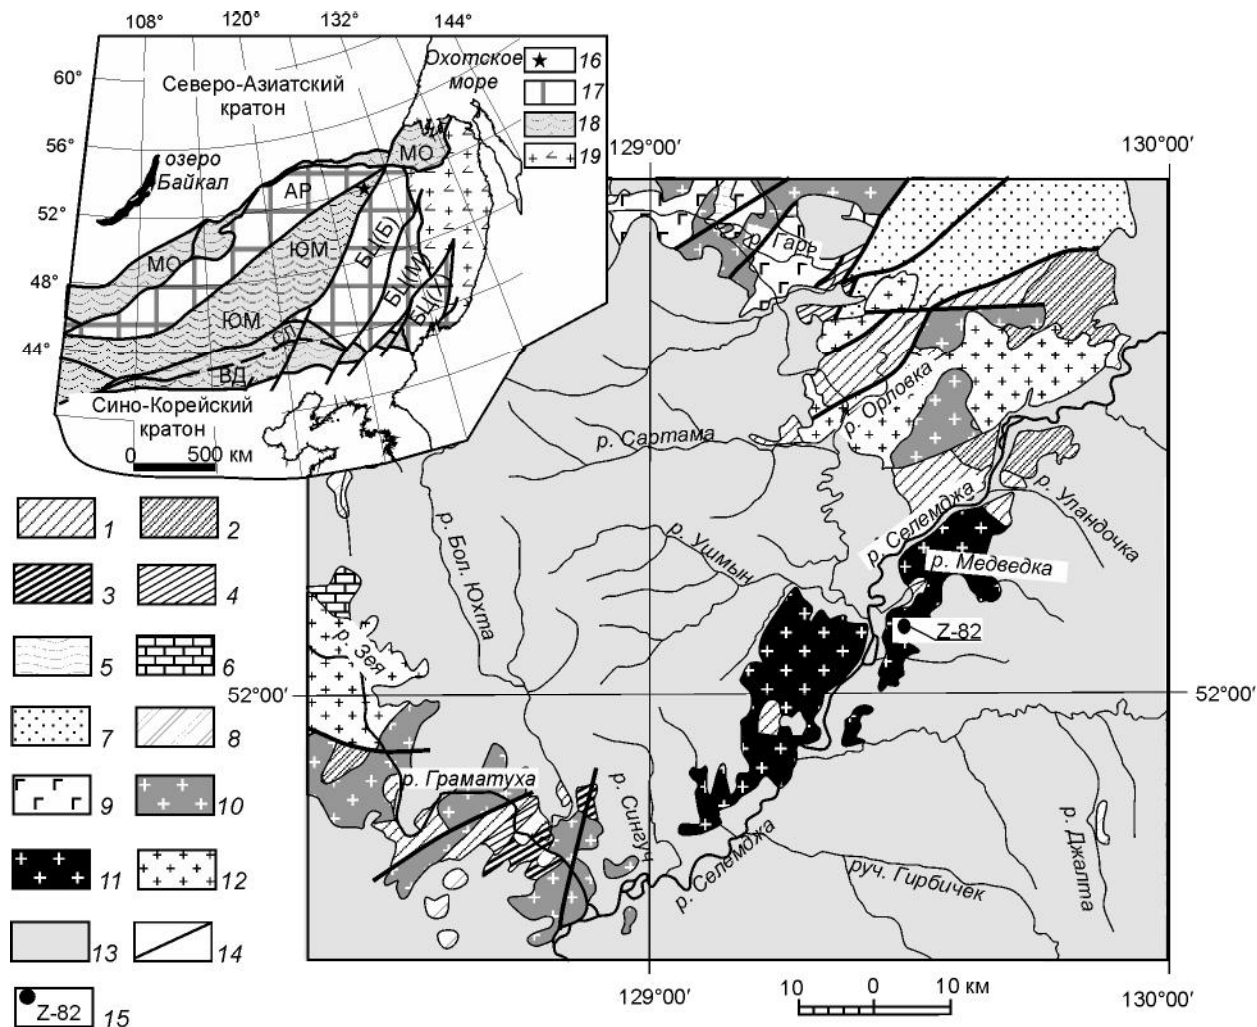 108°
120°
132°
144°
60°
56°
52°
48°
44°
Охотское
море
Северо-Азиатский
кратон
озеро
Байкал
МО
АР
МО
ЮМ
ЮМ
БЦ(Б)
БЦ(М)
БЦ(Х)
СЛ
ВД
Сино-Корейский
кратон
0 500 км
16
17
18
19
129°00′
130°00′
р. Гарь
р. Орловка
р. Сартама
р. Селемджа
р. Уландочка
р. Ушмын
р. Медведка
р. Бол. Юхта
Z-82
р. Зея
52°00′
52°00′
р. Граматуха
р. Сингуч
р. Селемджа
руч. Гирбичек
р. Джалта
129°00′
130°00′
10 0 10 км
1
2
3
4
5
6
7
8
9
10
11
12
13
14
Z-82
15